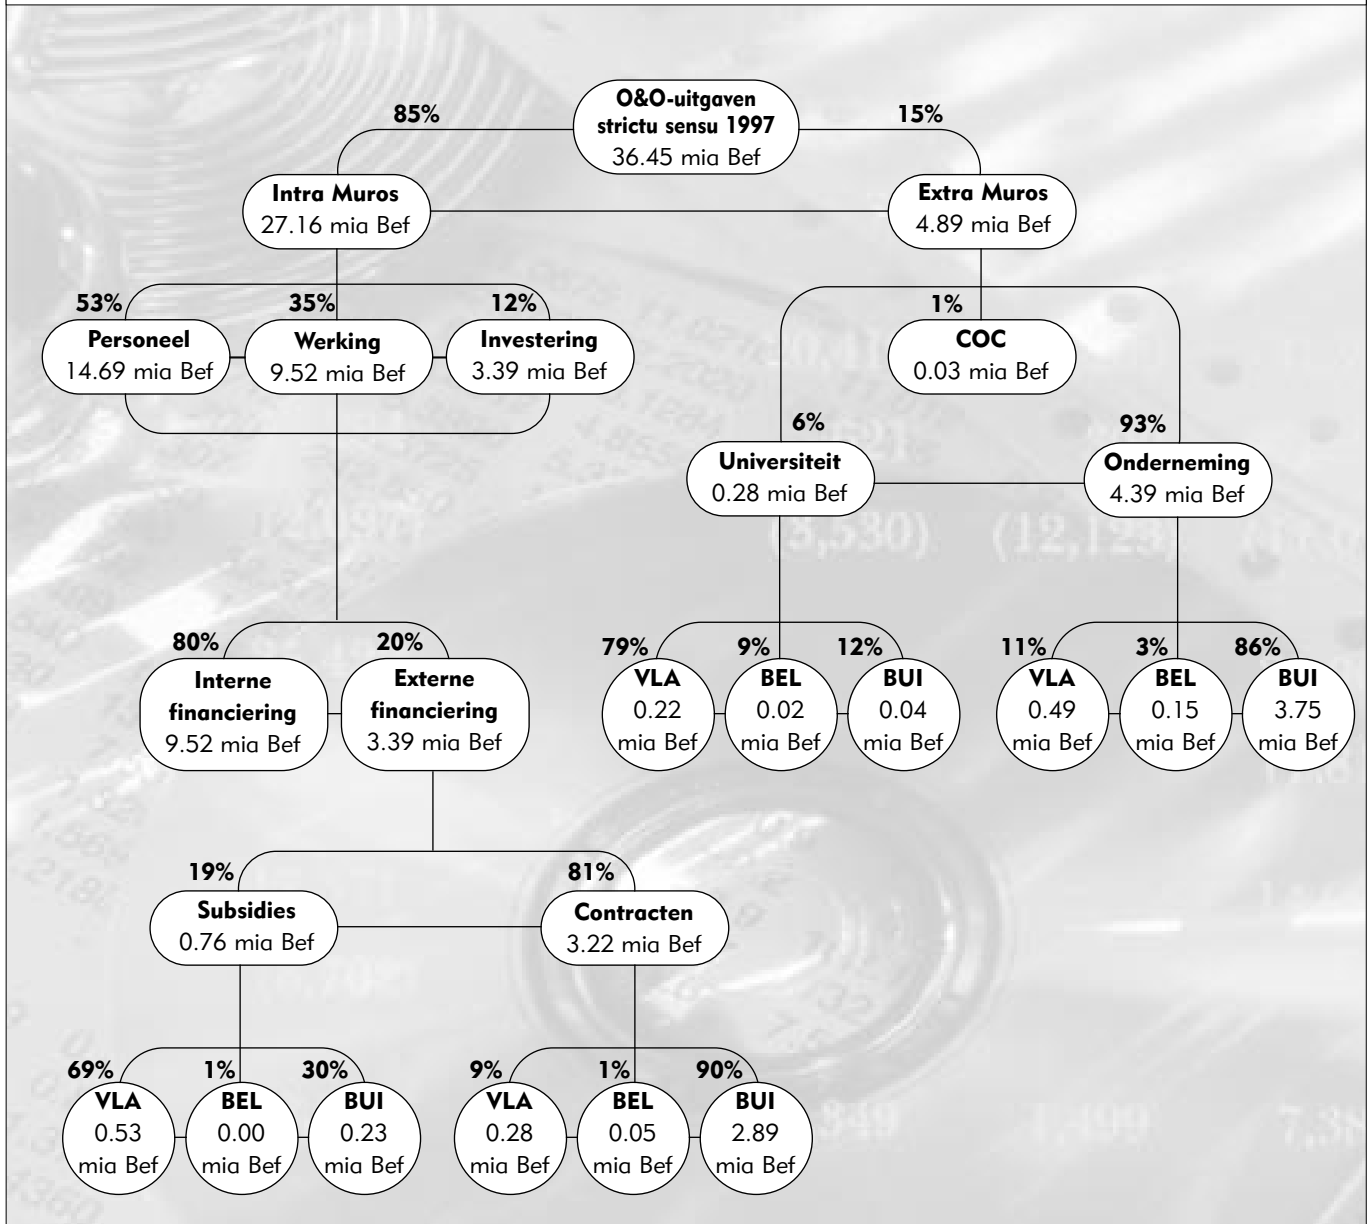 O&O-uitgaven
strictu sensu 1997
36.45 mia Bef
85%
15%
Intra Muros
27.16 mia Bef
Extra Muros
4.89 mia Bef
53%
35%
12%
Personeel
14.69 mia Bef
Werking
9.52 mia Bef
Investering
3.39 mia Bef
1%
COC
0.03 mia Bef
6%
93%
Universiteit
0.28 mia Bef
Onderneming
4.39 mia Bef
(8,530)
(12,123)
80%
20%
Interne
financiering
9.52 mia Bef
Externe
financiering
3.39 mia Bef
79%
9%
12%
VLA
0.22
mia Bef
BEL
0.02
mia Bef
BUI
0.04
mia Bef
11%
3%
86%
VLA
0.49
mia Bef
BEL
0.15
mia Bef
BUI
3.75
mia Bef
19%
81%
Subsidies
0.76 mia Bef
Contracten
3.22 mia Bef
69%
1%
30%
VLA
0.53
mia Bef
BEL
0.00
mia Bef
BUI
0.23
mia Bef
9%
1%
90%
VLA
0.28
mia Bef
BEL
0.05
mia Bef
BUI
2.89
mia Bef